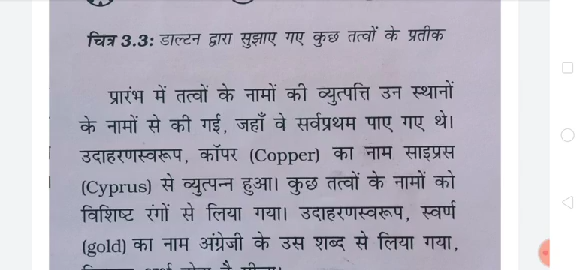 चित्र 3.3: डाल्टन द्वारा सुझाए गए कुछ तत्वों के प्रतीक
प्रारंभ में तत्वों के नामों की व्युत्पत्ति उन स्थानों
के नामों से की गई, जहाँ वे सर्वप्रथम पाए गए थे।
उदाहरणस्वरूप, कॉपर (Copper) का नाम साइप्रस
(Cyprus) से व्युत्पन्न हुआ। कुछ तत्वों के नामों को
विशिष्ट रंगों से लिया गया। उदाहरणस्वरूप, स्वर्ण
(gold) का नाम अंग्रेजी के उस शब्द से लिया गया,